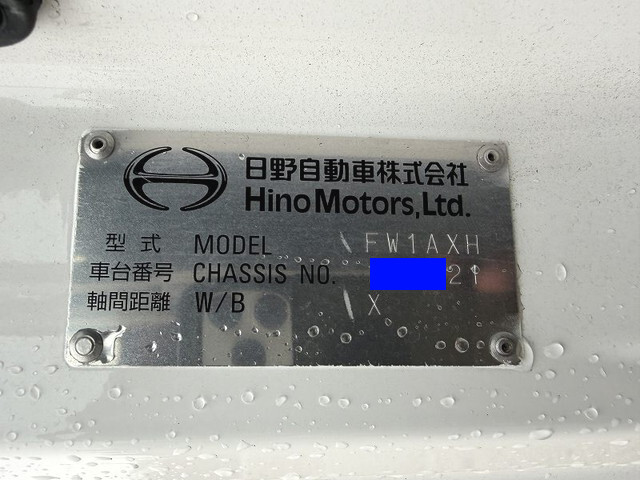 日野自動車株式会社
Hino Motors, Ltd.
型式 MODEL \FW1AXH
車台番号 CHASSIS NO. 21
軸間距離 W/B \X